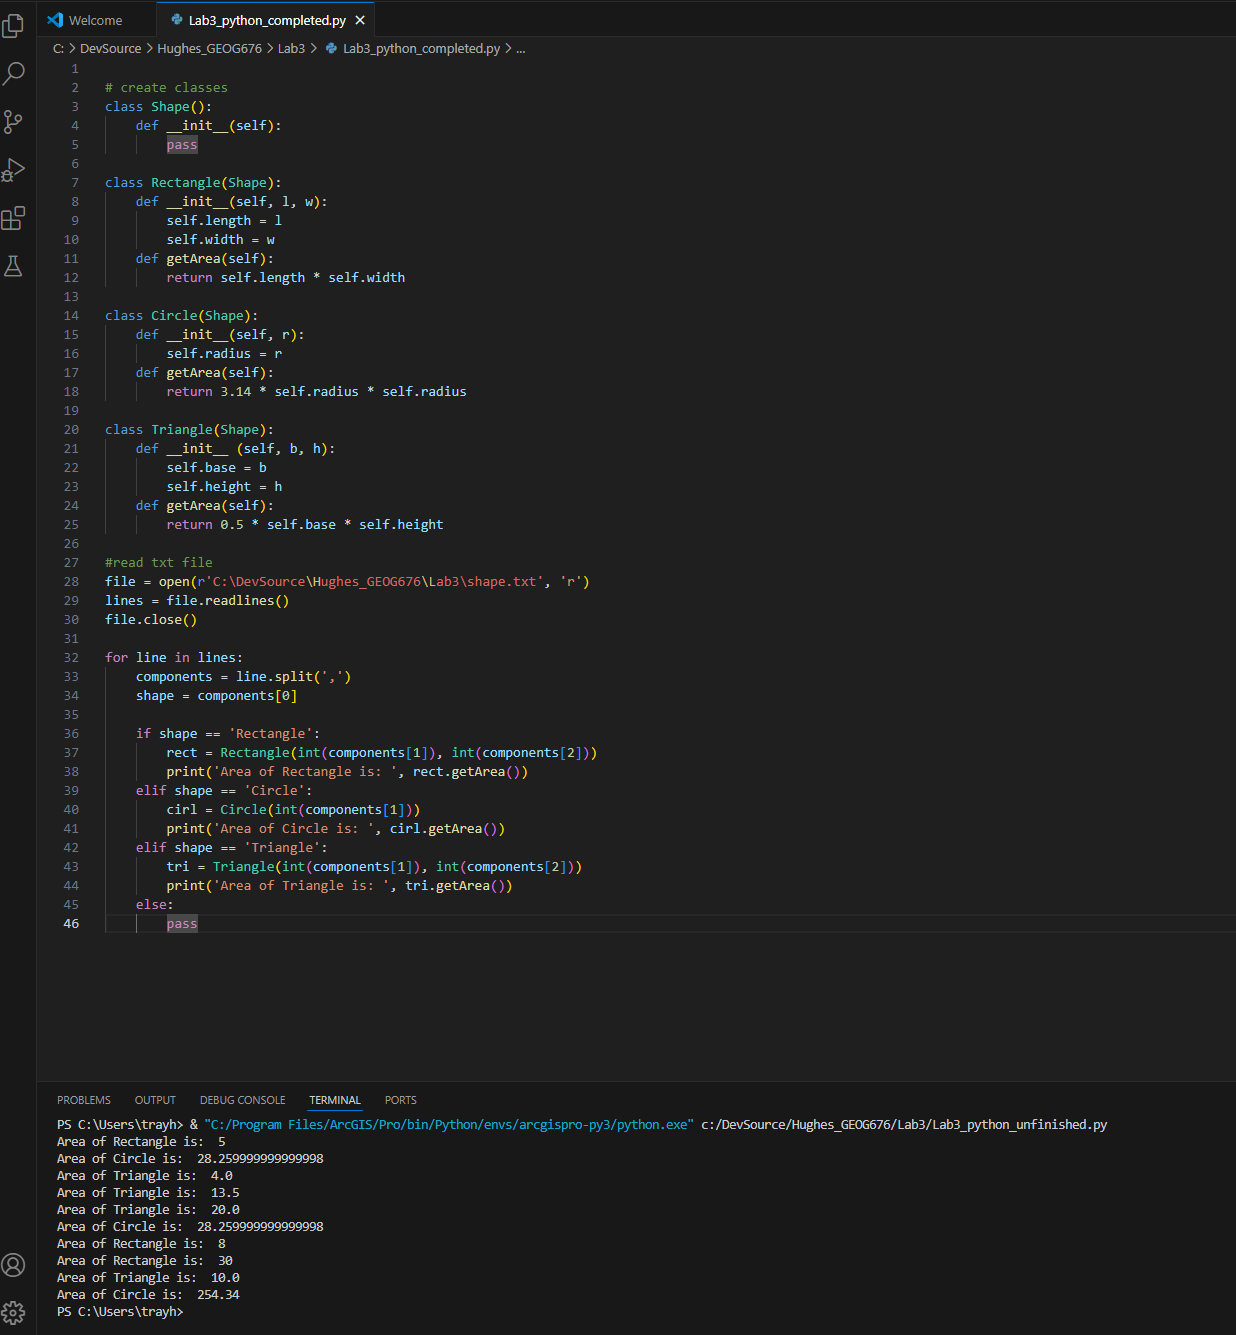 Welcome
Lab3_python_completed.py
C: > DevSource > Hughes_GEOG676 > Lab3 > Lab3_python_completed.py > ...
1
2 # create classes
3 class Shape():
4     def __init__(self):
5         pass
6
7 class Rectangle(Shape):
8     def __init__(self, l, w):
9         self.length = l
10         self.width = w
11     def getArea(self):
12         return self.length * self.width
13
14 class Circle(Shape):
15     def __init__(self, r):
16         self.radius = r
17     def getArea(self):
18         return 3.14 * self.radius * self.radius
19
20 class Triangle(Shape):
21     def __init__ (self, b, h):
22         self.base = b
23         self.height = h
24     def getArea(self):
25         return 0.5 * self.base * self.height
26
27 #read txt file
28 file = open(r'C:\DevSource\Hughes_GEOG676\Lab3\shape.txt', 'r')
29 lines = file.readlines()
30 file.close()
31
32 for line in lines:
33     components = line.split(',')
34     shape = components[0]
35
36     if shape == 'Rectangle':
37         rect = Rectangle(int(components[1]), int(components[2]))
38         print('Area of Rectangle is: ', rect.getArea())
39     elif shape == 'Circle':
40         cirl = Circle(int(components[1]))
41         print('Area of Circle is: ', cirl.getArea())
42     elif shape == 'Triangle':
43         tri = Triangle(int(components[1]), int(components[2]))
44         print('Area of Triangle is: ', tri.getArea())
45     else:
46         pass
PROBLEMS OUTPUT DEBUG CONSOLE TERMINAL PORTS
PS C:\Users\trayh> & "C:/Program Files/ArcGIS/Pro/bin/Python/envs/arcgispro-py3/python.exe" c:/DevSource/Hughes_GEOG676/Lab3/Lab3_python_unfinished.py
Area of Rectangle is:  5
Area of Circle is:  28.259999999999998
Area of Triangle is:  4.0
Area of Triangle is:  13.5
Area of Triangle is:  20.0
Area of Circle is:  28.259999999999998
Area of Rectangle is:  8
Area of Rectangle is:  30
Area of Triangle is:  10.0
Area of Circle is:  254.34
PS C:\Users\trayh>